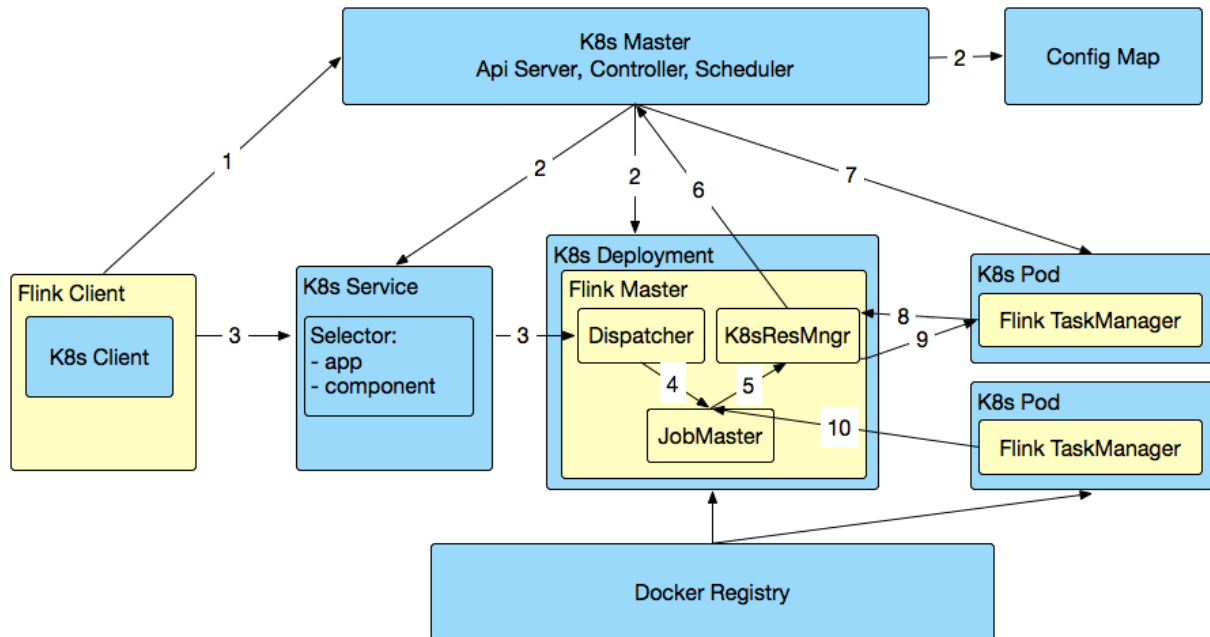 K8s Master
Api Server, Controller, Scheduler
2
Config Map
1
2
2
6
7
Flink Client
K8s Client
3
K8s Service
Selector:
- app
- component
3
K8s Deployment
Flink Master
Dispatcher
K8sResMngr
4
5
JobMaster
8
9
10
K8s Pod
Flink TaskManager
K8s Pod
Flink TaskManager
Docker Registry